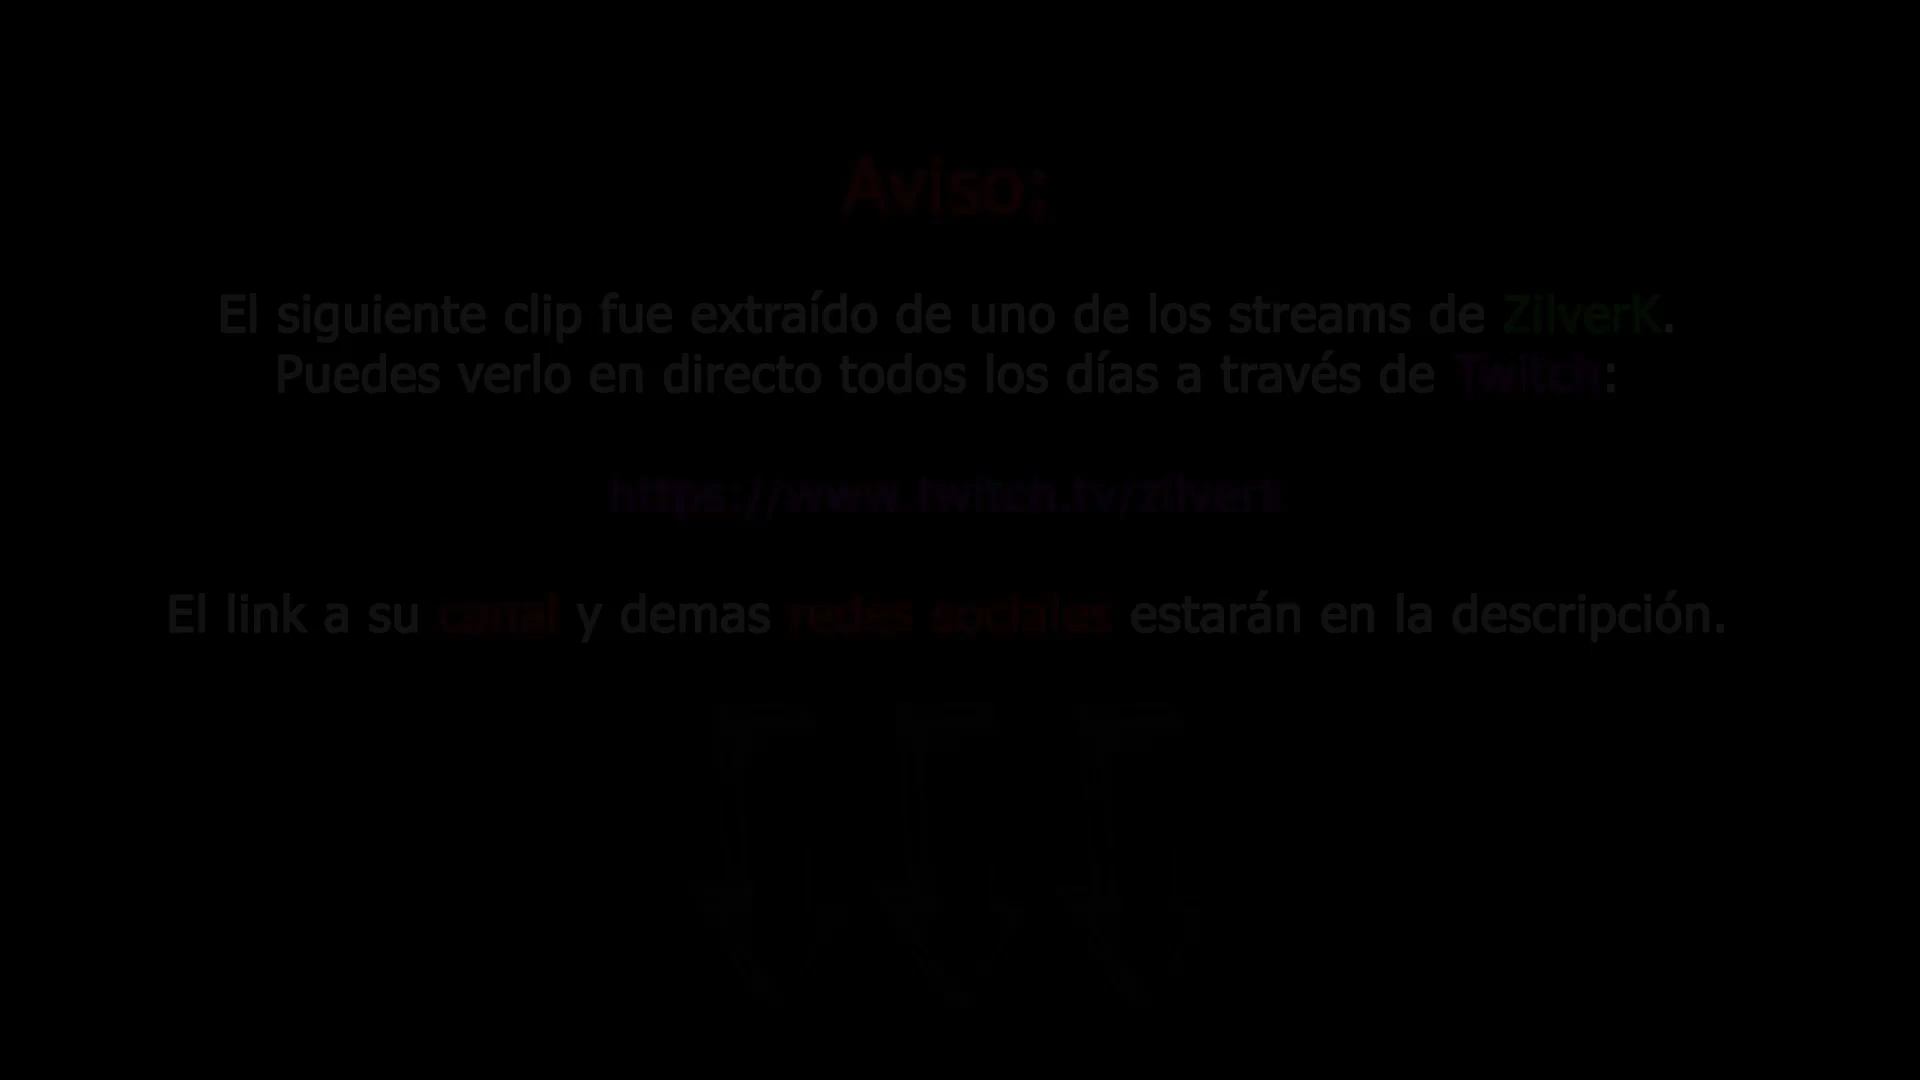 Aviso;
El siguiente clip fue extraído de uno de los streams de ZilverK.
Puedes verlo en directo todos los días a través de Twitch:
https://www.twitch.tv/zilverk
El link a su canal y demas redes sociales estarán en la descripción.